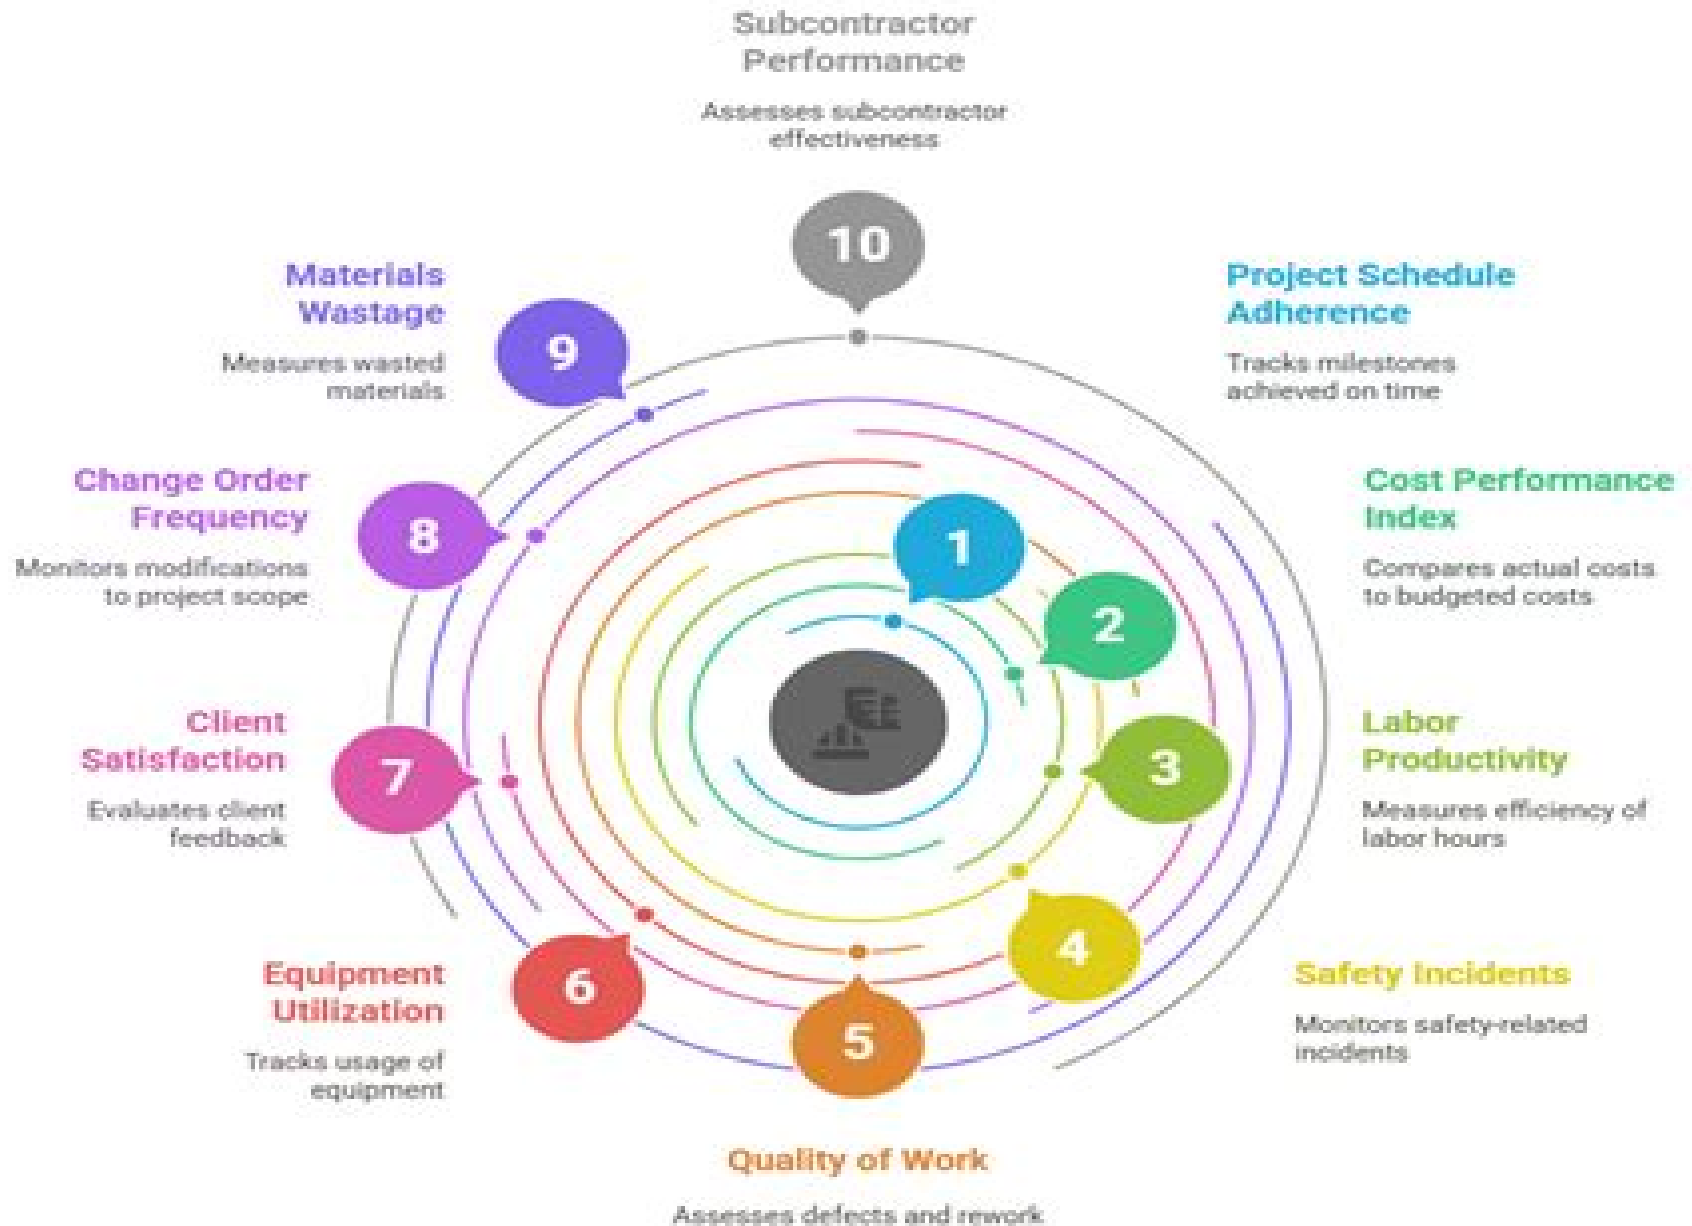 Subcontractor
Performance
Assesses subcontractor
effectiveness
10
Project Schedule
Adherence
Tracks milestones
achieved on time
1
Cost Performance
Index
Compares actual costs
to budgeted costs
2
Labor
Productivity
Measures efficiency of
labor hours
3
Safety Incidents
Monitors safety-related
incidents
4
Quality of Work
Assesses defects and rework
5
Equipment
Utilization
Tracks usage of
equipment
6
Client
Satisfaction
Evaluates client
feedback
7
Change Order
Frequency
Monitors modifications
to project scope
8
Materials
Wastage
Measures wasted
materials
9